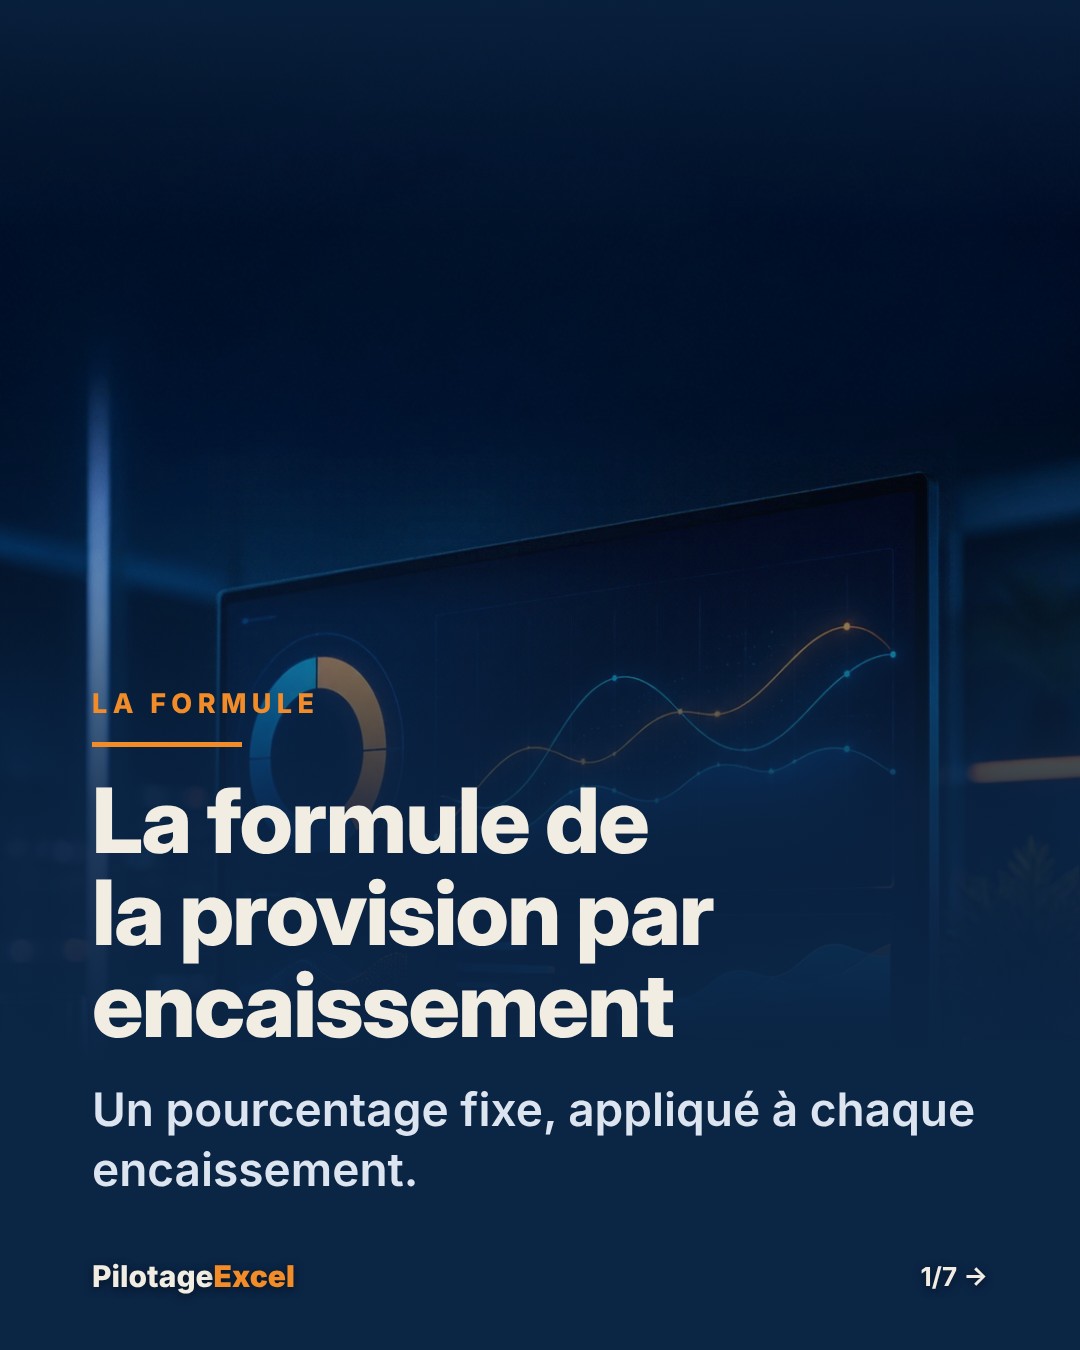 LA FORMULE
La formule de
la provision par
encaissement
Un pourcentage fixe, appliqué à chaque
encaissement.
PilotageExcel
1/7 →